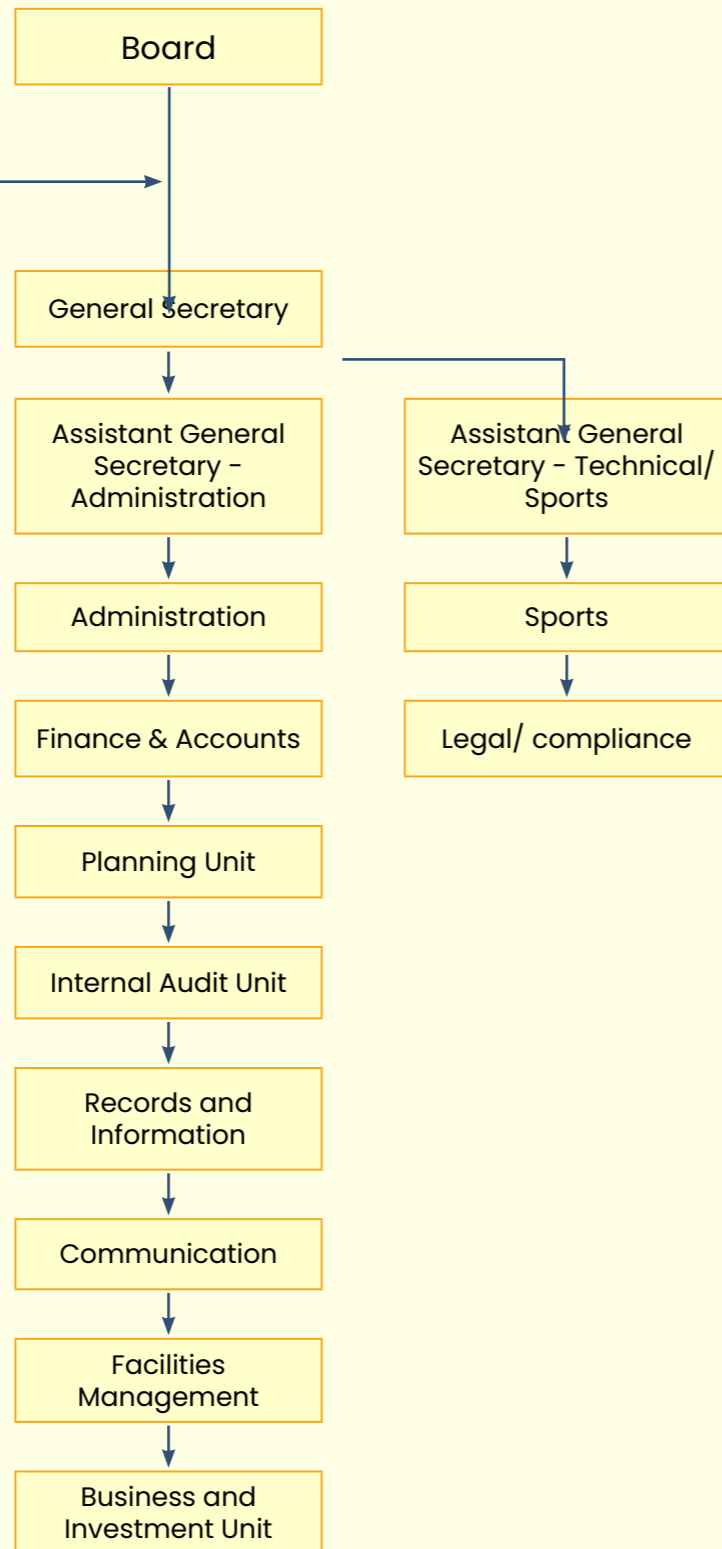 Board
General Secretary
Assistant General
Secretary -
Administration
Administration
Finance & Accounts
Planning Unit
Internal Audit Unit
Records and
Information
Communication
Facilities
Management
Business and
Investment Unit
Assistant General
Secretary - Technical/
Sports
Sports
Legal/ compliance